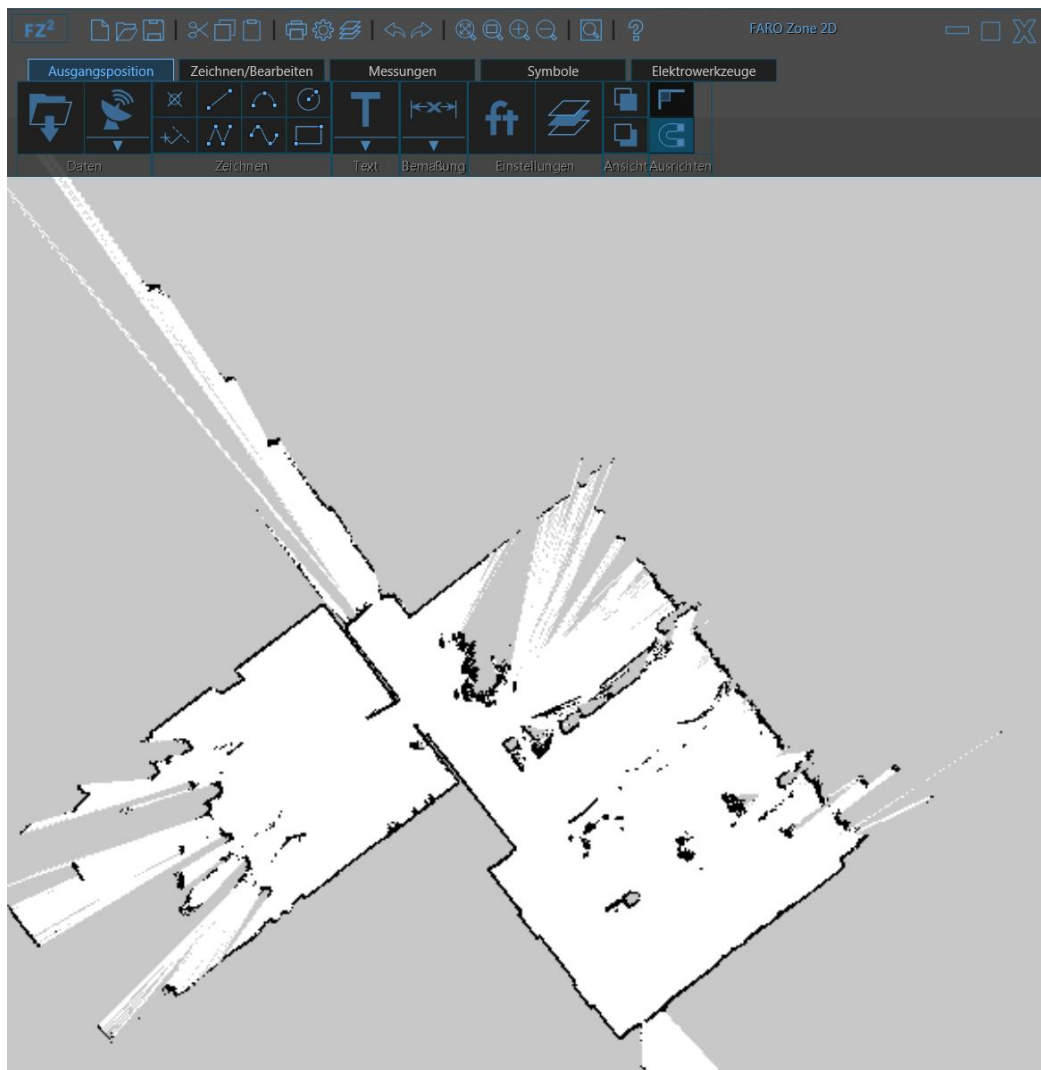 FZ² FARO Zone 2D
Ausgangsposition Zeichnen/Bearbeiten Messungen Symbole Elektrowerkzeuge
T ft
Daten Zeichnen Text Bemaßung Einstellungen Ansicht Ausrichten